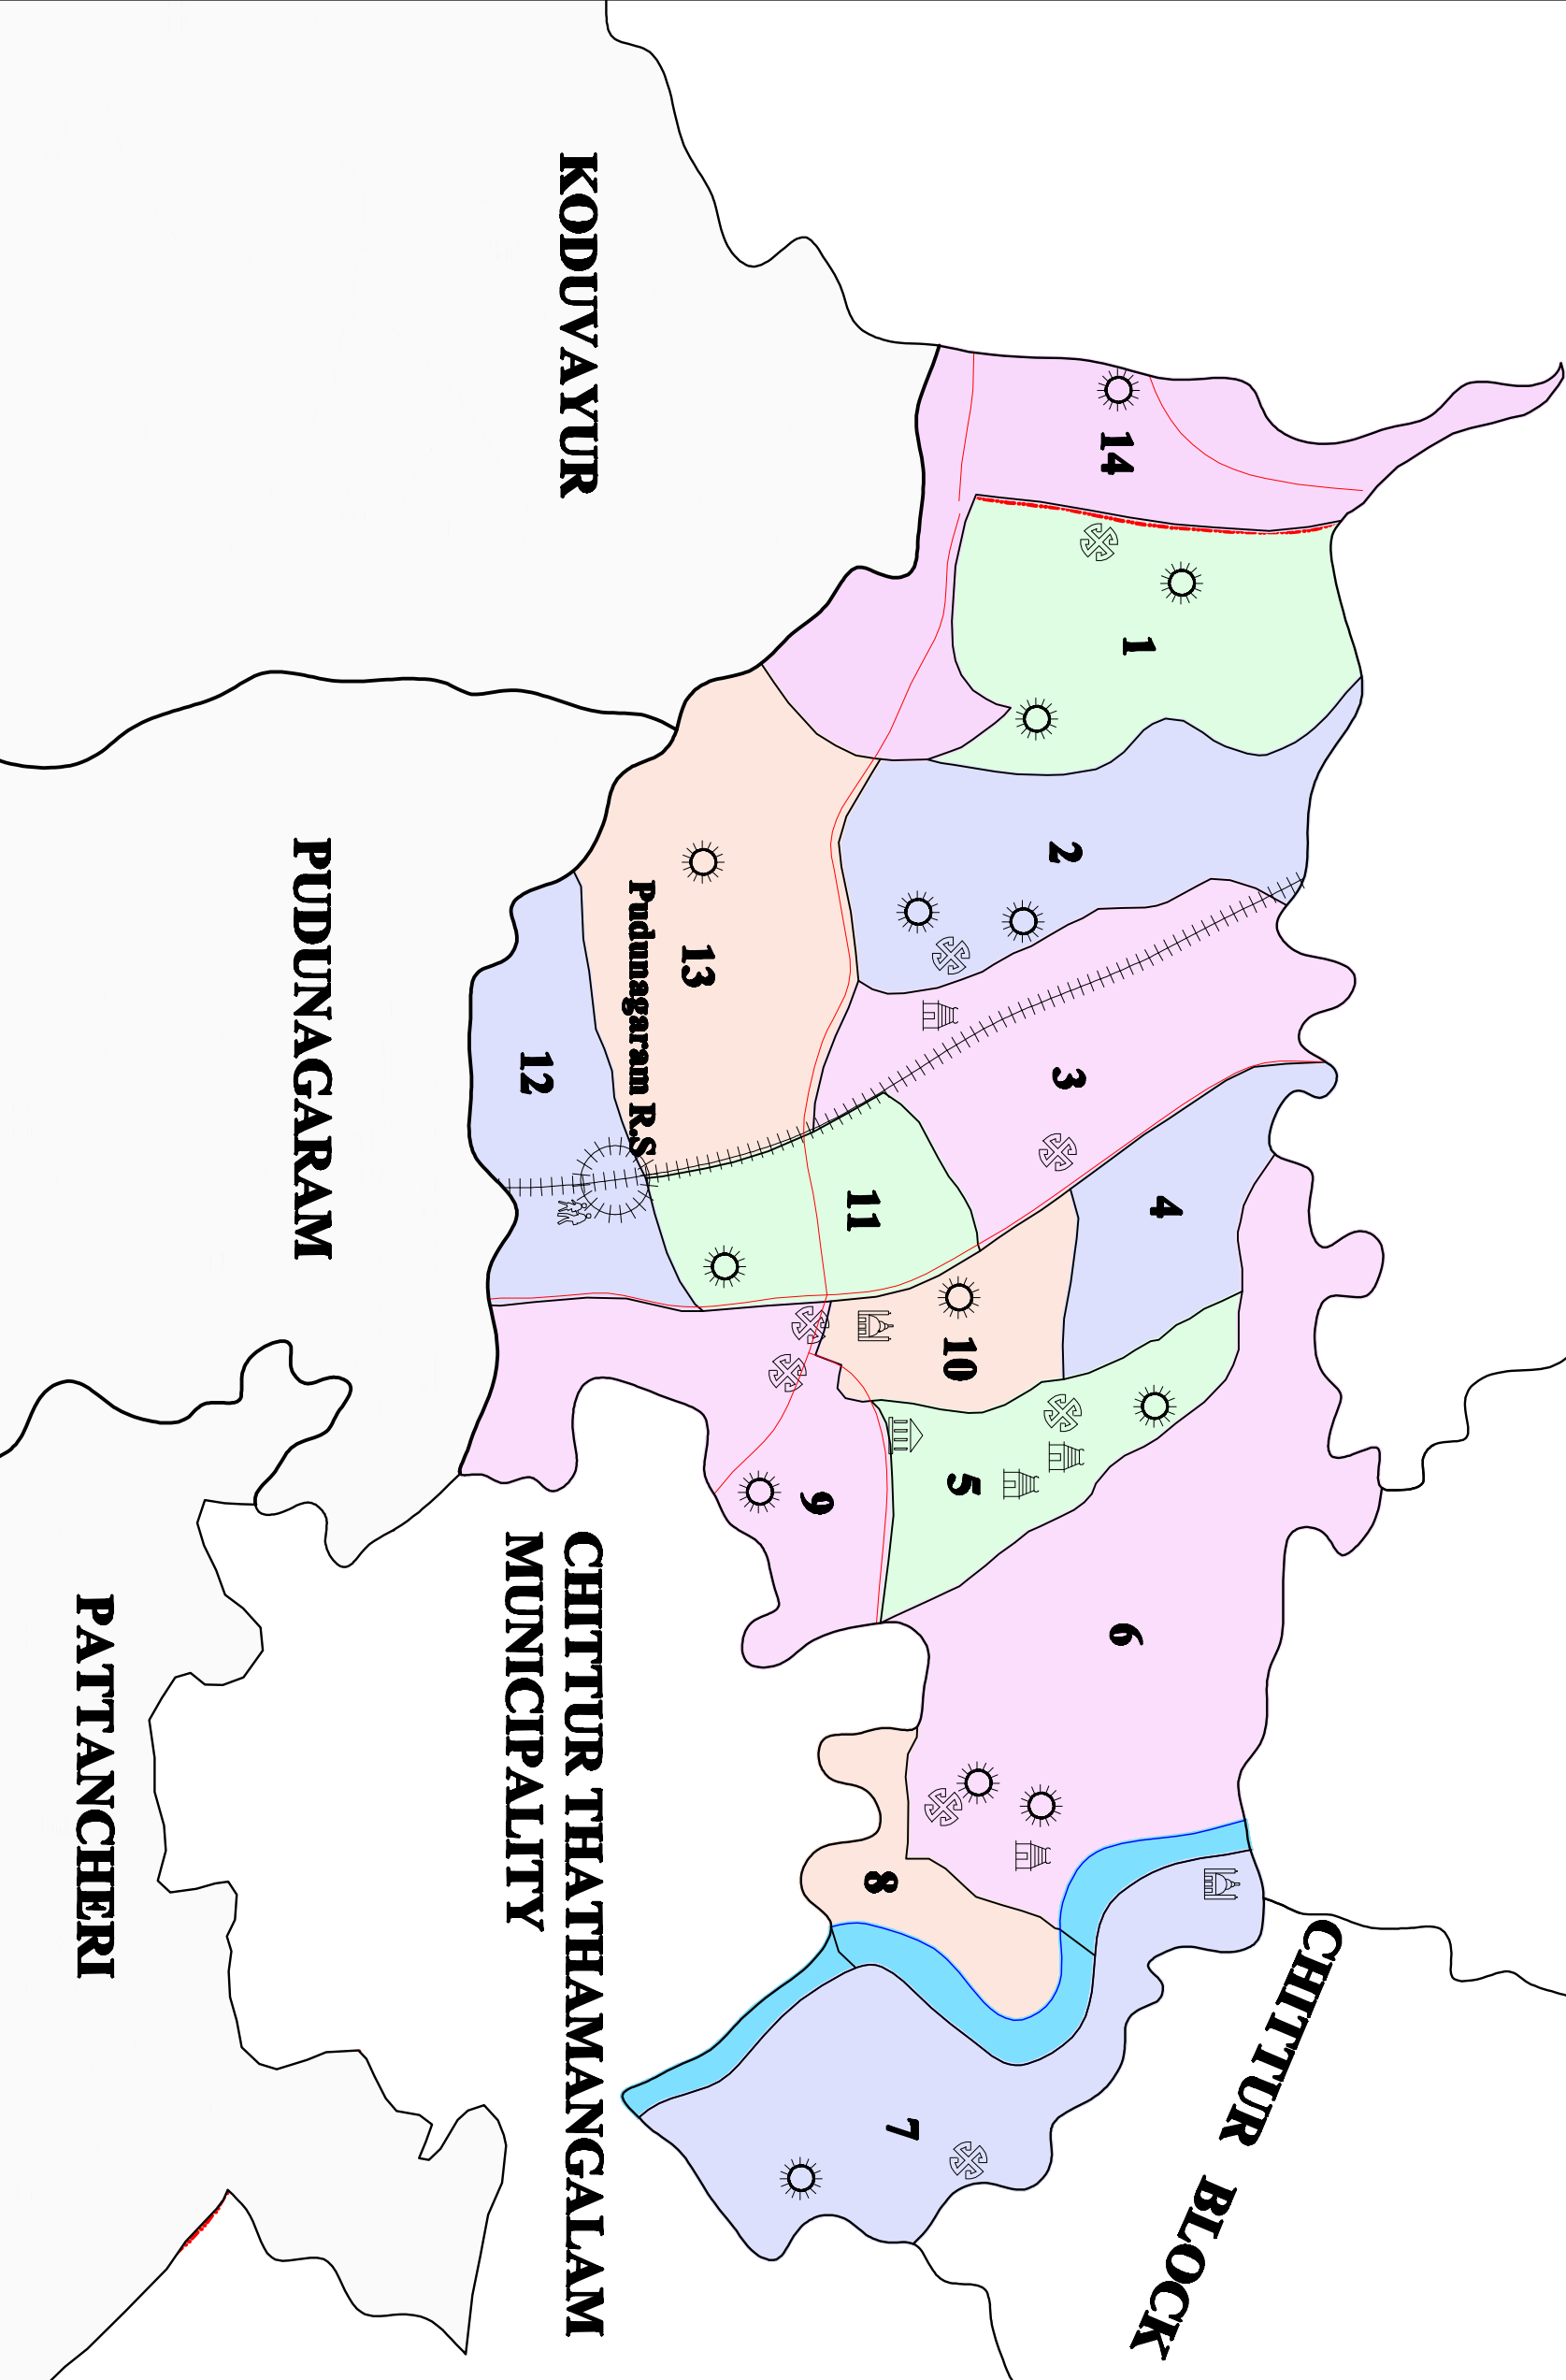 KODUVAYUR
14
1
2
13
Pudunagaram R.S
3
12
PUDUNAGARAM
4
11
10
5
9
6
CHITTUR THATHAMANGALAM
MUNICIPALITY
PATTANCHERI
8
7
CHITTUR BLOCK